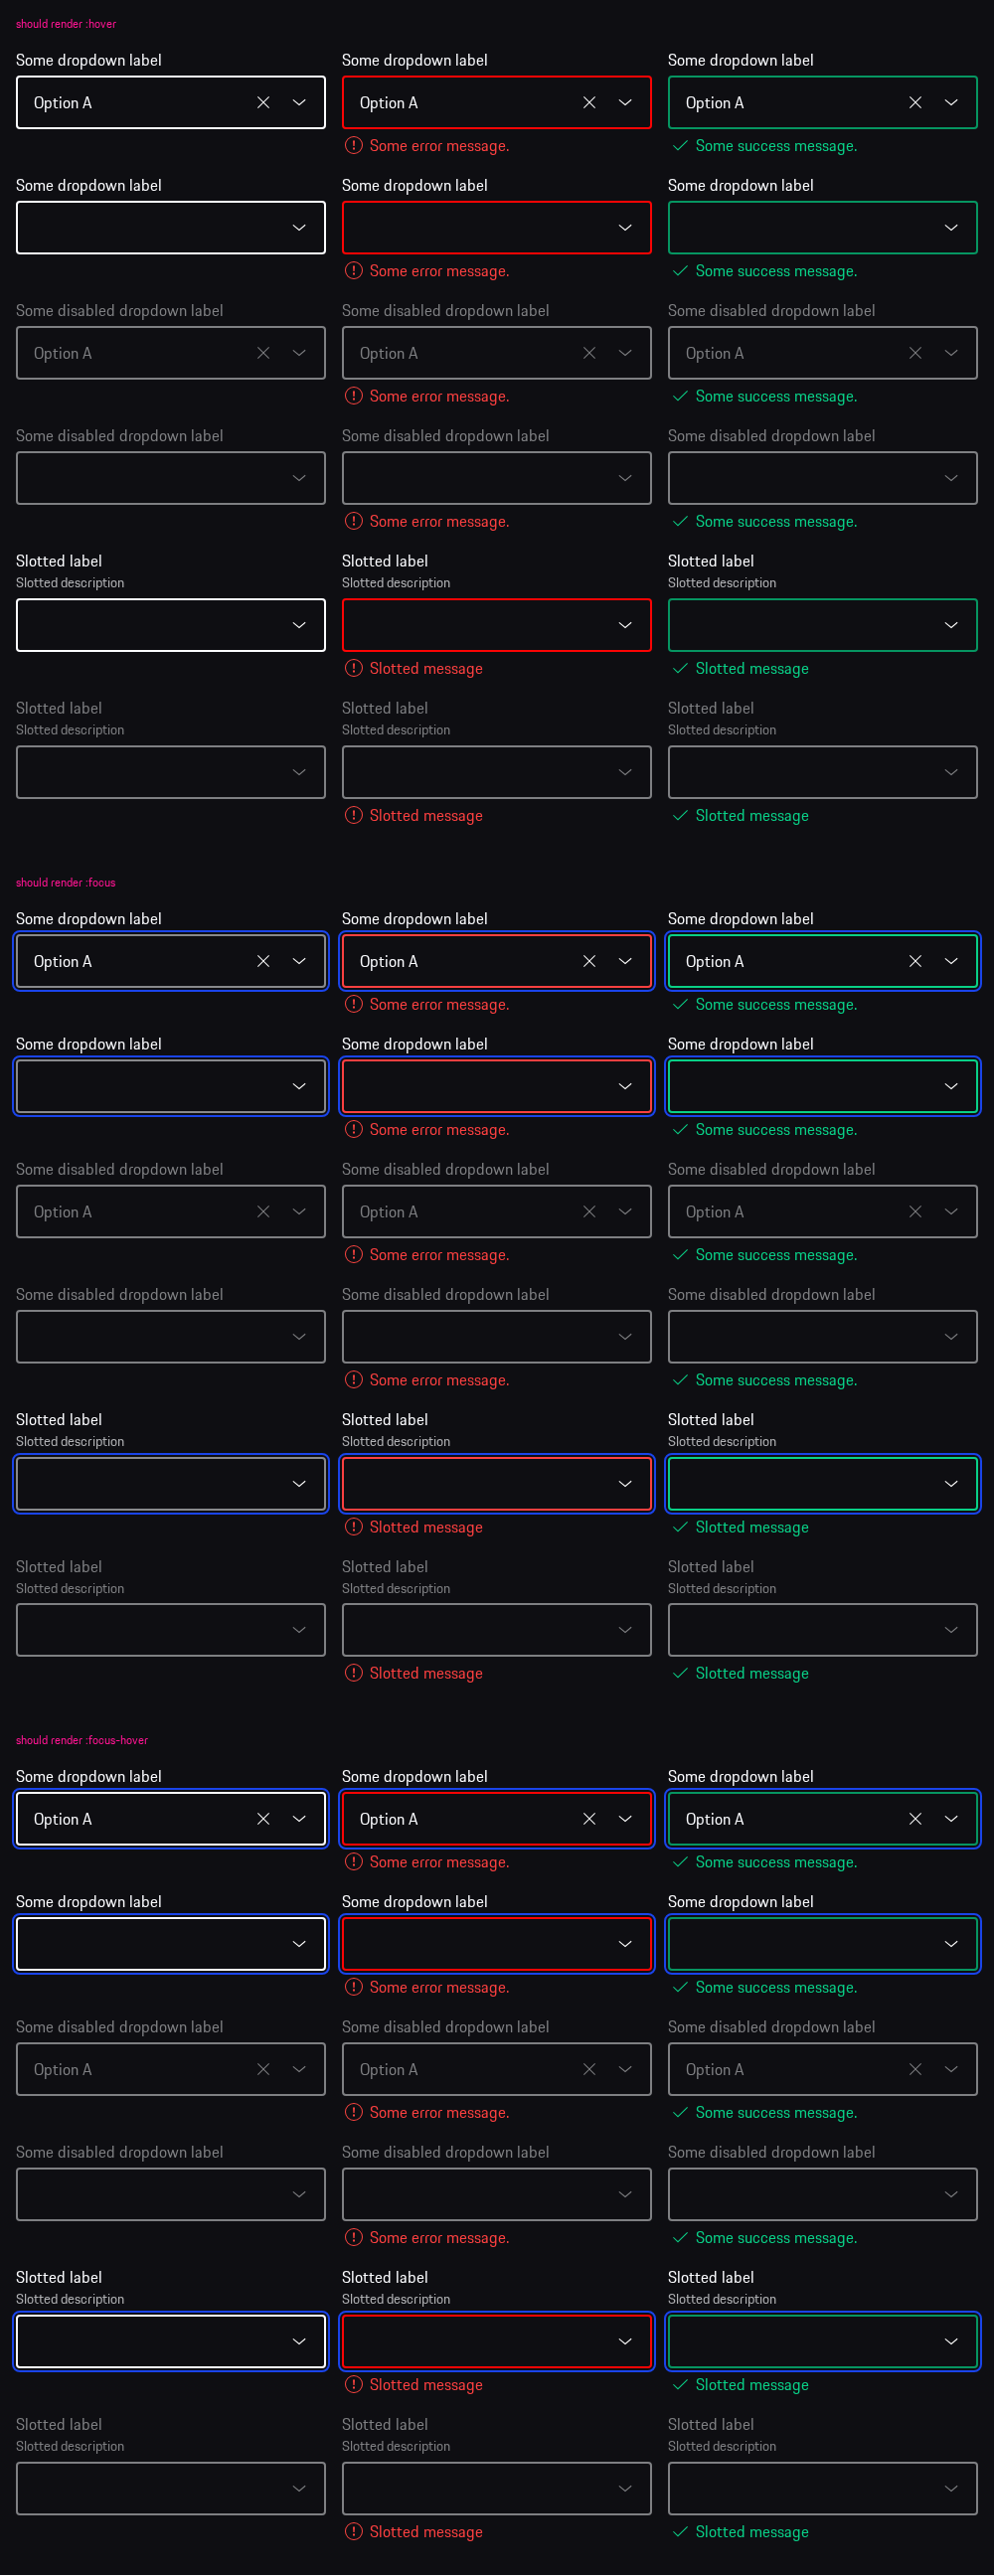 should render :hover
Some dropdown label Some dropdown label Some dropdown label
Option A Option A Option A
Some error message. Some success message.
Some dropdown label Some dropdown label Some dropdown label
Some error message. Some success message.
Some disabled dropdown label Some disabled dropdown label Some disabled dropdown label
Option A Option A Option A
Some error message. Some success message.
Some disabled dropdown label Some disabled dropdown label Some disabled dropdown label
Some error message. Some success message.
Slotted label Slotted label Slotted label
Slotted description Slotted description Slotted description
Slotted message Slotted message
Slotted label Slotted label Slotted label
Slotted description Slotted description Slotted description
Slotted message Slotted message
should render :focus
Some dropdown label Some dropdown label Some dropdown label
Option A Option A Option A
Some error message. Some success message.
Some dropdown label Some dropdown label Some dropdown label
Some error message. Some success message.
Some disabled dropdown label Some disabled dropdown label Some disabled dropdown label
Option A Option A Option A
Some error message. Some success message.
Some disabled dropdown label Some disabled dropdown label Some disabled dropdown label
Some error message. Some success message.
Slotted label Slotted label Slotted label
Slotted description Slotted description Slotted description
Slotted message Slotted message
Slotted label Slotted label Slotted label
Slotted description Slotted description Slotted description
Slotted message Slotted message
should render :focus-hover
Some dropdown label Some dropdown label Some dropdown label
Option A Option A Option A
Some error message. Some success message.
Some dropdown label Some dropdown label Some dropdown label
Some error message. Some success message.
Some disabled dropdown label Some disabled dropdown label Some disabled dropdown label
Option A Option A Option A
Some error message. Some success message.
Some disabled dropdown label Some disabled dropdown label Some disabled dropdown label
Some error message. Some success message.
Slotted label Slotted label Slotted label
Slotted description Slotted description Slotted description
Slotted message Slotted message
Slotted label Slotted label Slotted label
Slotted description Slotted description Slotted description
Slotted message Slotted message